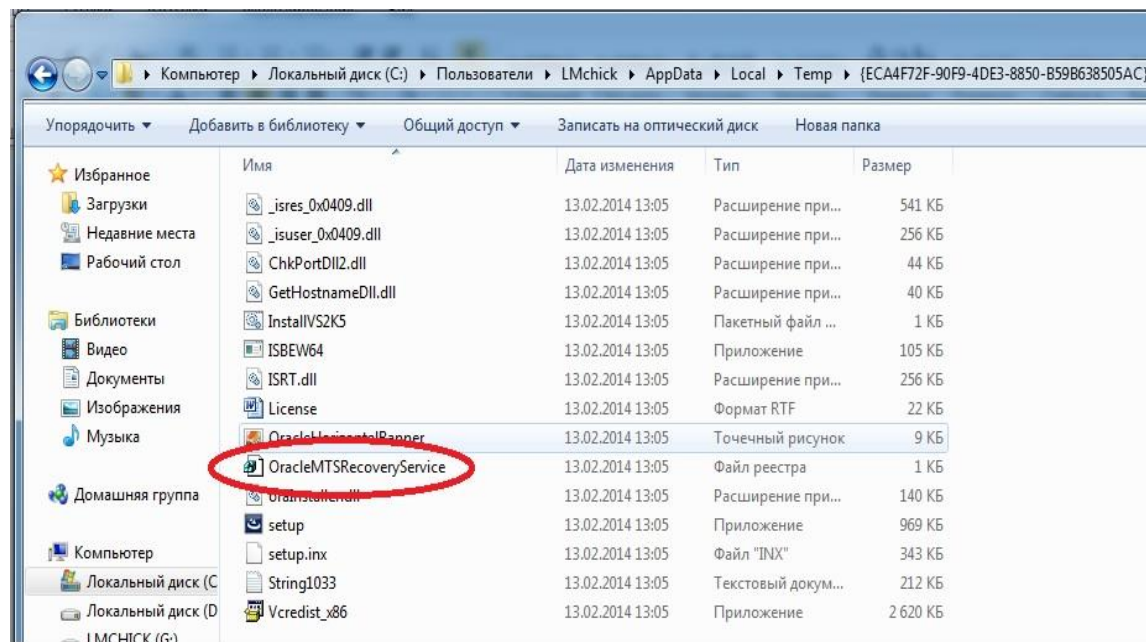 Компьютер ▸ Локальный диск (C:) ▸ Пользователи ▸ LMchick ▸ AppData ▸ Local ▸ Temp ▸ {ECA4F72F-90F9-4DE3-8850-B59B638505AC}
Упорядочить ▼ Добавить в библиотеку ▼ Общий доступ ▼ Записать на оптический диск Новая папка
Избранное
Загрузки
Недавние места
Рабочий стол
Библиотеки
Видео
Документы
Изображения
Музыка
Домашняя группа
Компьютер
Локальный диск (C
Локальный диск (D
LMCHICK (G:)
Имя Дата изменения Тип Размер
_isres_0x0409.dll 13.02.2014 13:05 Расширение при... 541 КБ
_isuser_0x0409.dll 13.02.2014 13:05 Расширение при... 256 КБ
ChkPortDll2.dll 13.02.2014 13:05 Расширение при... 44 КБ
GetHostnameDll.dll 13.02.2014 13:05 Расширение при... 40 КБ
InstallVS2K5 13.02.2014 13:05 Пакетный файл ... 1 КБ
ISBEW64 13.02.2014 13:05 Приложение 105 КБ
ISRT.dll 13.02.2014 13:05 Расширение при... 256 КБ
License 13.02.2014 13:05 Формат RTF 22 КБ
OracleHorizontalBanner 13.02.2014 13:05 Точечный рисунок 9 КБ
OracleMTSRecoveryService 13.02.2014 13:05 Файл реестра 1 КБ
13.02.2014 13:05 Расширение при... 140 КБ
setup 13.02.2014 13:05 Приложение 969 КБ
setup.inx 13.02.2014 13:05 Файл "INX" 343 КБ
String1033 13.02.2014 13:05 Текстовый докум... 212 КБ
Vcredist_x86 13.02.2014 13:05 Приложение 2 620 КБ